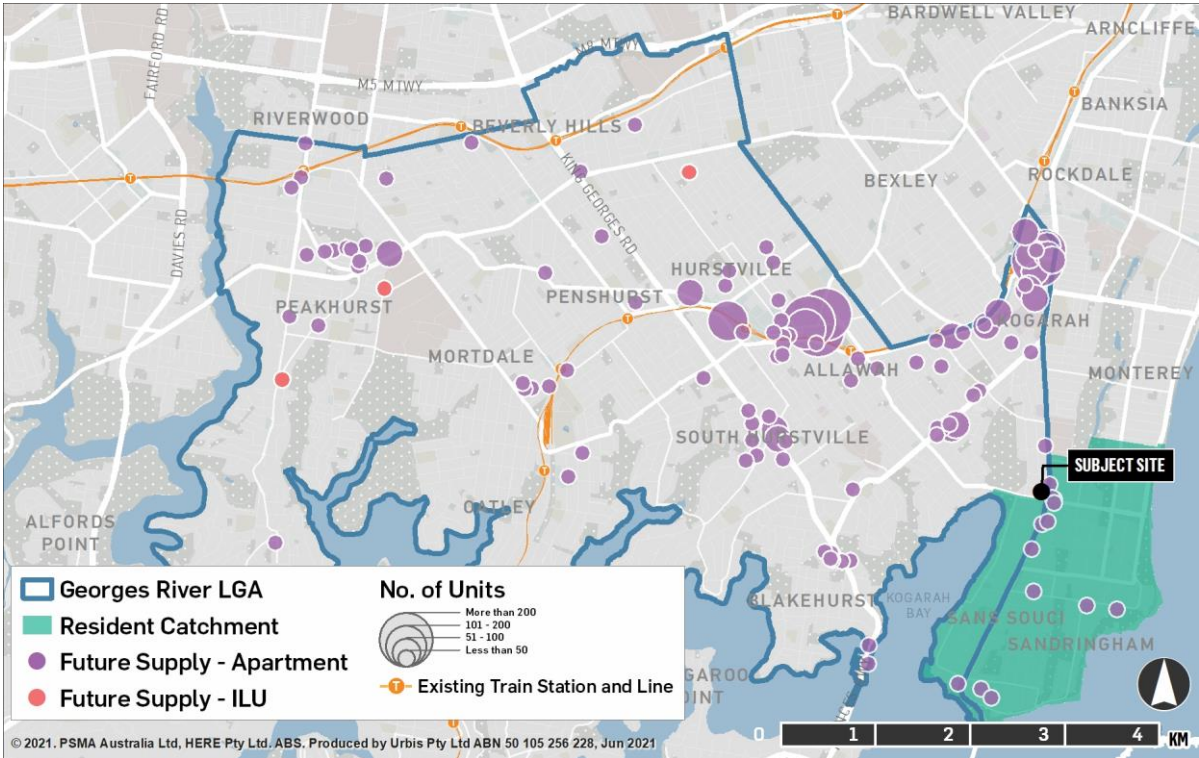 BARDWELL VALLEY
ARNCLIFFE
FAIRFORD RD
M8 MTWY
M5 MTWY
BANKSIA
RIVERWOOD
BEVERLY HILLS
KING GEORGES RD
ROCKDALE
BEXLEY
DAVIES RD
HURSTVILLE
PENSHURST
PEAKHURST
KOGARAH
MORTDALE
ALLAWAH
MONTEREY
SOUTH HURSTVILLE
SUBJECT SITE
OATLEY
ALFORDS
POINT
BLAKEHURST
KOGARAH
BAY
SANS SOUCI
SANDRINGHAM
Georges River LGA
Resident Catchment
Future Supply - Apartment
Future Supply - ILU
No. of Units
More than 200
101 - 200
51 - 100
Less than 50
Existing Train Station and Line
GAROO
OINT
0 1 2 3 4 KM
© 2021. PSMA Australia Ltd, HERE Pty Ltd. ABS. Produced by Urbis Pty Ltd ABN 50 105 256 228, Jun 2021